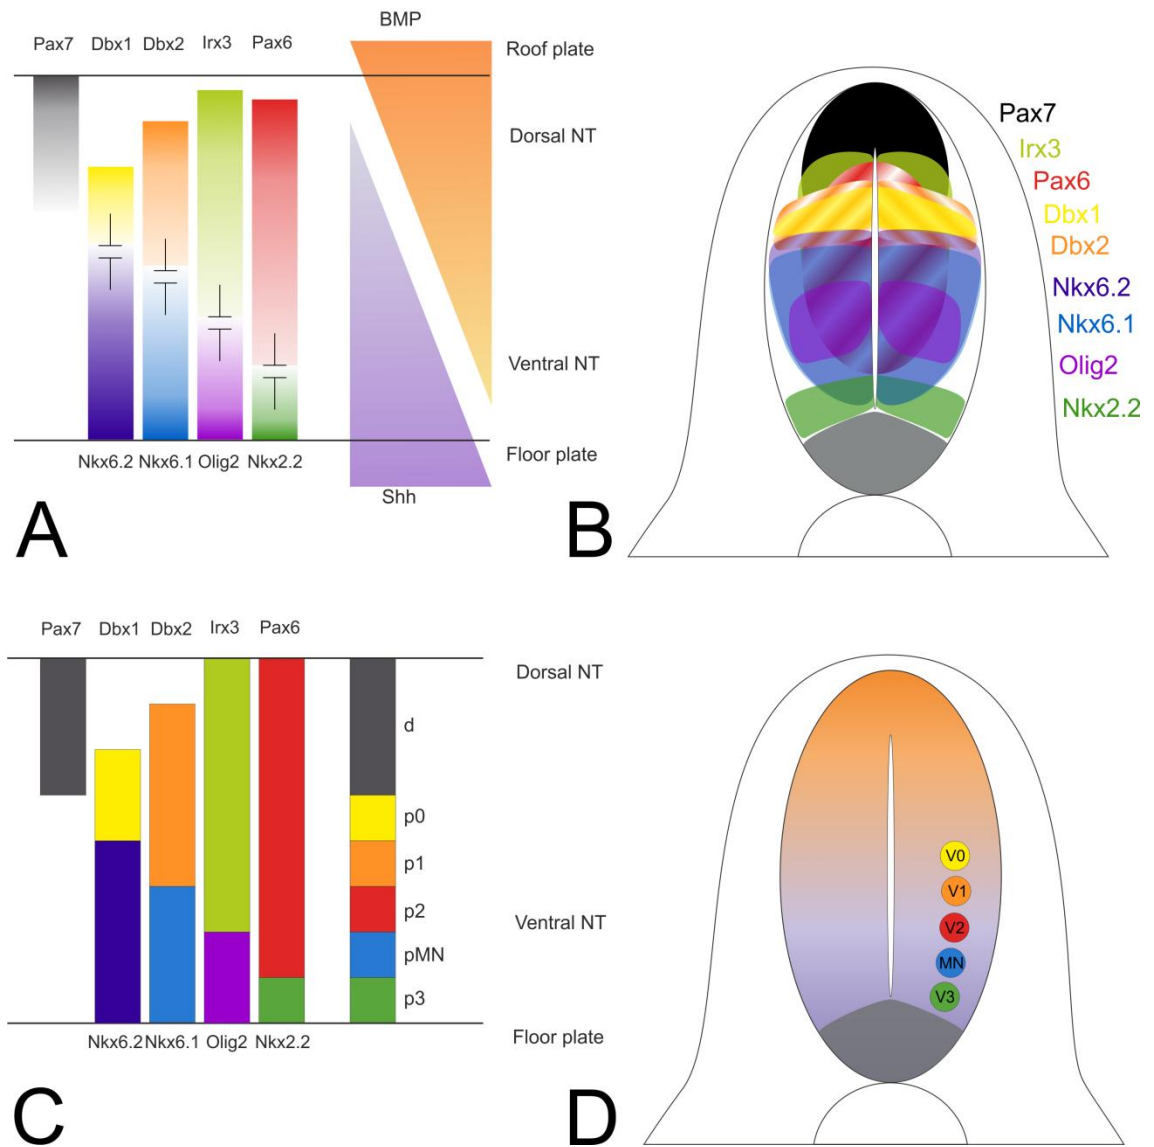 BMP
Pax7 Dbx1 Dbx2 Irx3 Pax6
Roof plate
Dorsal NT
Ventral NT
Floor plate
Nkx6.2 Nkx6.1 Olig2 Nkx2.2
Shh
A
Pax7
Irx3
Pax6
Dbx1
Dbx2
Nkx6.2
Nkx6.1
Olig2
Nkx2.2
B
Pax7 Dbx1 Dbx2 Irx3 Pax6
d
p0
p1
p2
pMN
p3
Nkx6.2 Nkx6.1 Olig2 Nkx2.2
C
Dorsal NT
Ventral NT
Floor plate
V0
V1
V2
MN
V3
D